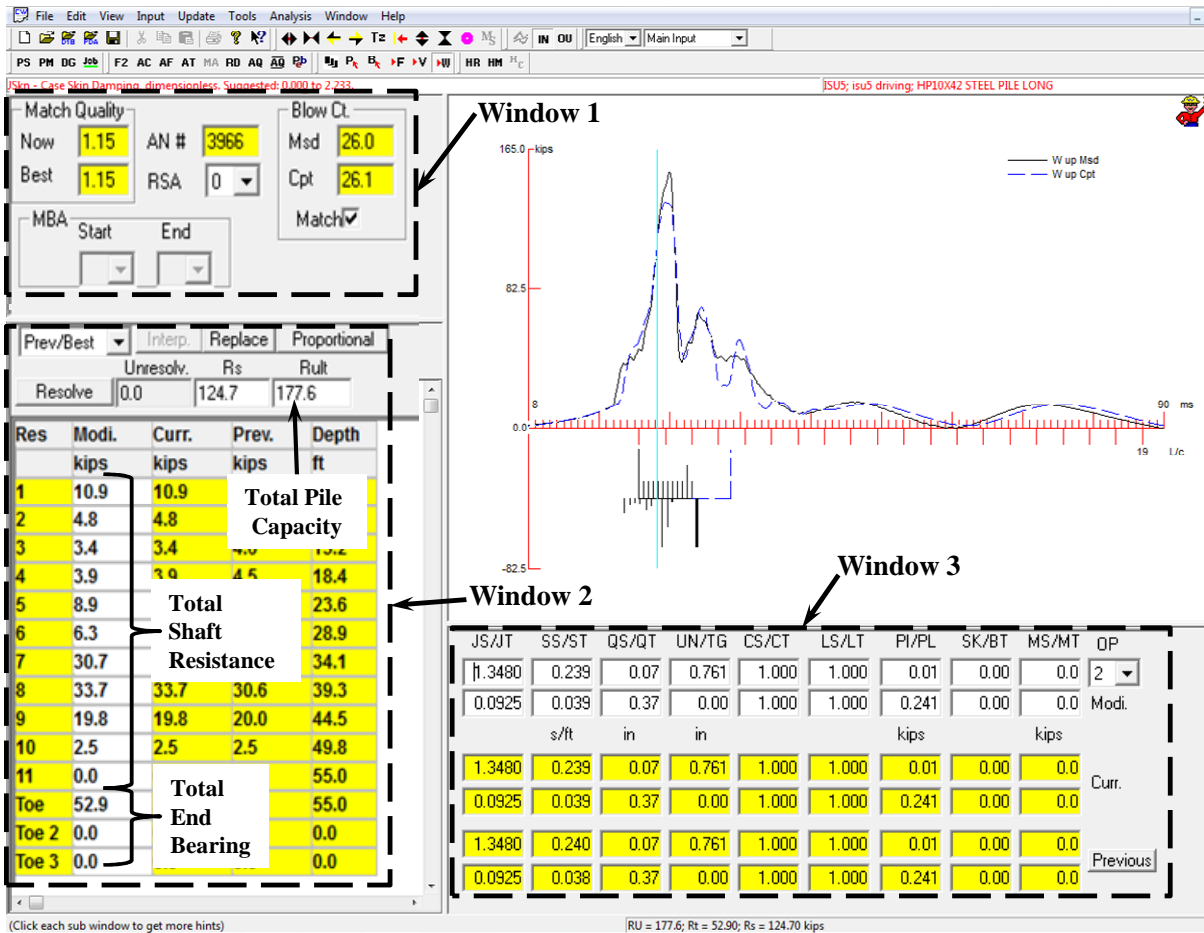 File Edit View Input Update Tools Analysis Window Help
DTB PDA Tz MS IN OU English Main Input
PS PM DG Job F2 AC AF AT MA RD AQ AQ Pb PK BK F V W HR HM HC
JSkn - Case Skin Damping, dimensionless. Suggested: 0.000 to 2.233.
ISU5; isu5 driving; HP10X42 STEEL PILE LONG
Match Quality
Now 1.15 AN # 3966
Best 1.15 RSA 0
Blow Ct.
Msd 26.0
Cpt 26.1
Match
MBA
Start End
Window 1
165.0 kips
W up Msd
W up Cpt
82.5
0.0
8
90 ms
19 L/c
-82.5
Prev/Best Interp. Replace Proportional
Unresolv. Rs Rult
Resolve 0.0 124.7 177.6
Res Modi. Curr. Prev. Depth
kips kips kips ft
1 10.9 10.9
2 4.8 4.8
3 3.4 3.4
4 3.9 3.9 4.5 18.4
5 8.9 23.6
6 6.3 28.9
7 30.7 34.1
8 33.7 33.7 30.6 39.3
9 19.8 19.8 20.0 44.5
10 2.5 2.5 2.5 49.8
11 0.0 55.0
Toe 52.9 55.0
Toe 2 0.0 0.0
Toe 3 0.0 0.0
Total Pile
Capacity
Total
Shaft
Resistance
Total
End
Bearing
Window 2
Window 3
JS/JT SS/ST QS/QT UN/TG CS/CT LS/LT PI/PL SK/BT MS/MT OP
1.3480 0.239 0.07 0.761 1.000 1.000 0.01 0.00 0.0 2
0.0925 0.039 0.37 0.00 1.000 1.000 0.241 0.00 0.0 Modi.
s/ft in in kips kips
1.3480 0.239 0.07 0.761 1.000 1.000 0.01 0.00 0.0
Curr.
0.0925 0.039 0.37 0.00 1.000 1.000 0.241 0.00 0.0
1.3480 0.240 0.07 0.761 1.000 1.000 0.01 0.00 0.0
Previous
0.0925 0.038 0.37 0.00 1.000 1.000 0.241 0.00 0.0
(Click each sub window to get more hints)
RU = 177.6; Rt = 52.90; Rs = 124.70 kips